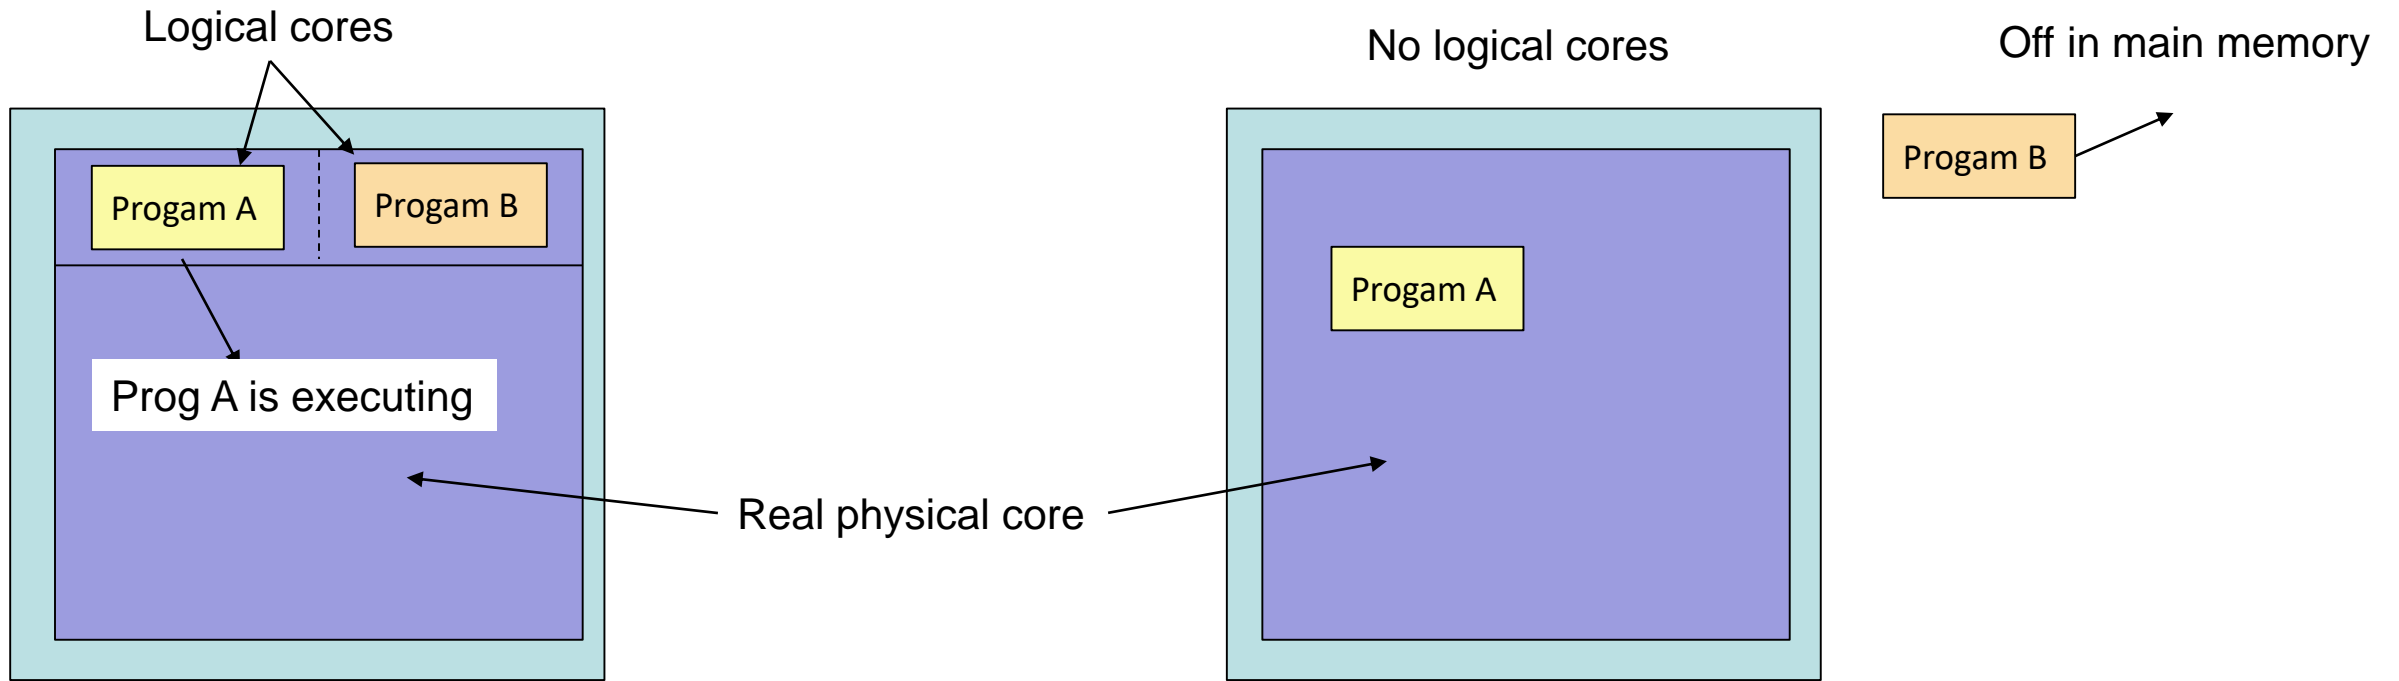 Logical cores
No logical cores
Off in main memory
Progam A
Progam B
Progam B
Progam A
Prog A is executing
Real physical core